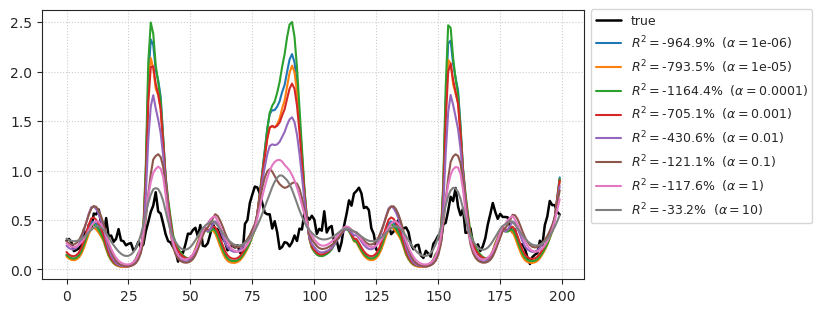 2.5
2.0
1.5
1.0
0.5
0.0
0 25 50 75 100 125 150 175 200
true
R² = -964.9% (α = 1e-06)
R² = -793.5% (α = 1e-05)
R² = -1164.4% (α = 0.0001)
R² = -705.1% (α = 0.001)
R² = -430.6% (α = 0.01)
R² = -121.1% (α = 0.1)
R² = -117.6% (α = 1)
R² = -33.2% (α = 10)